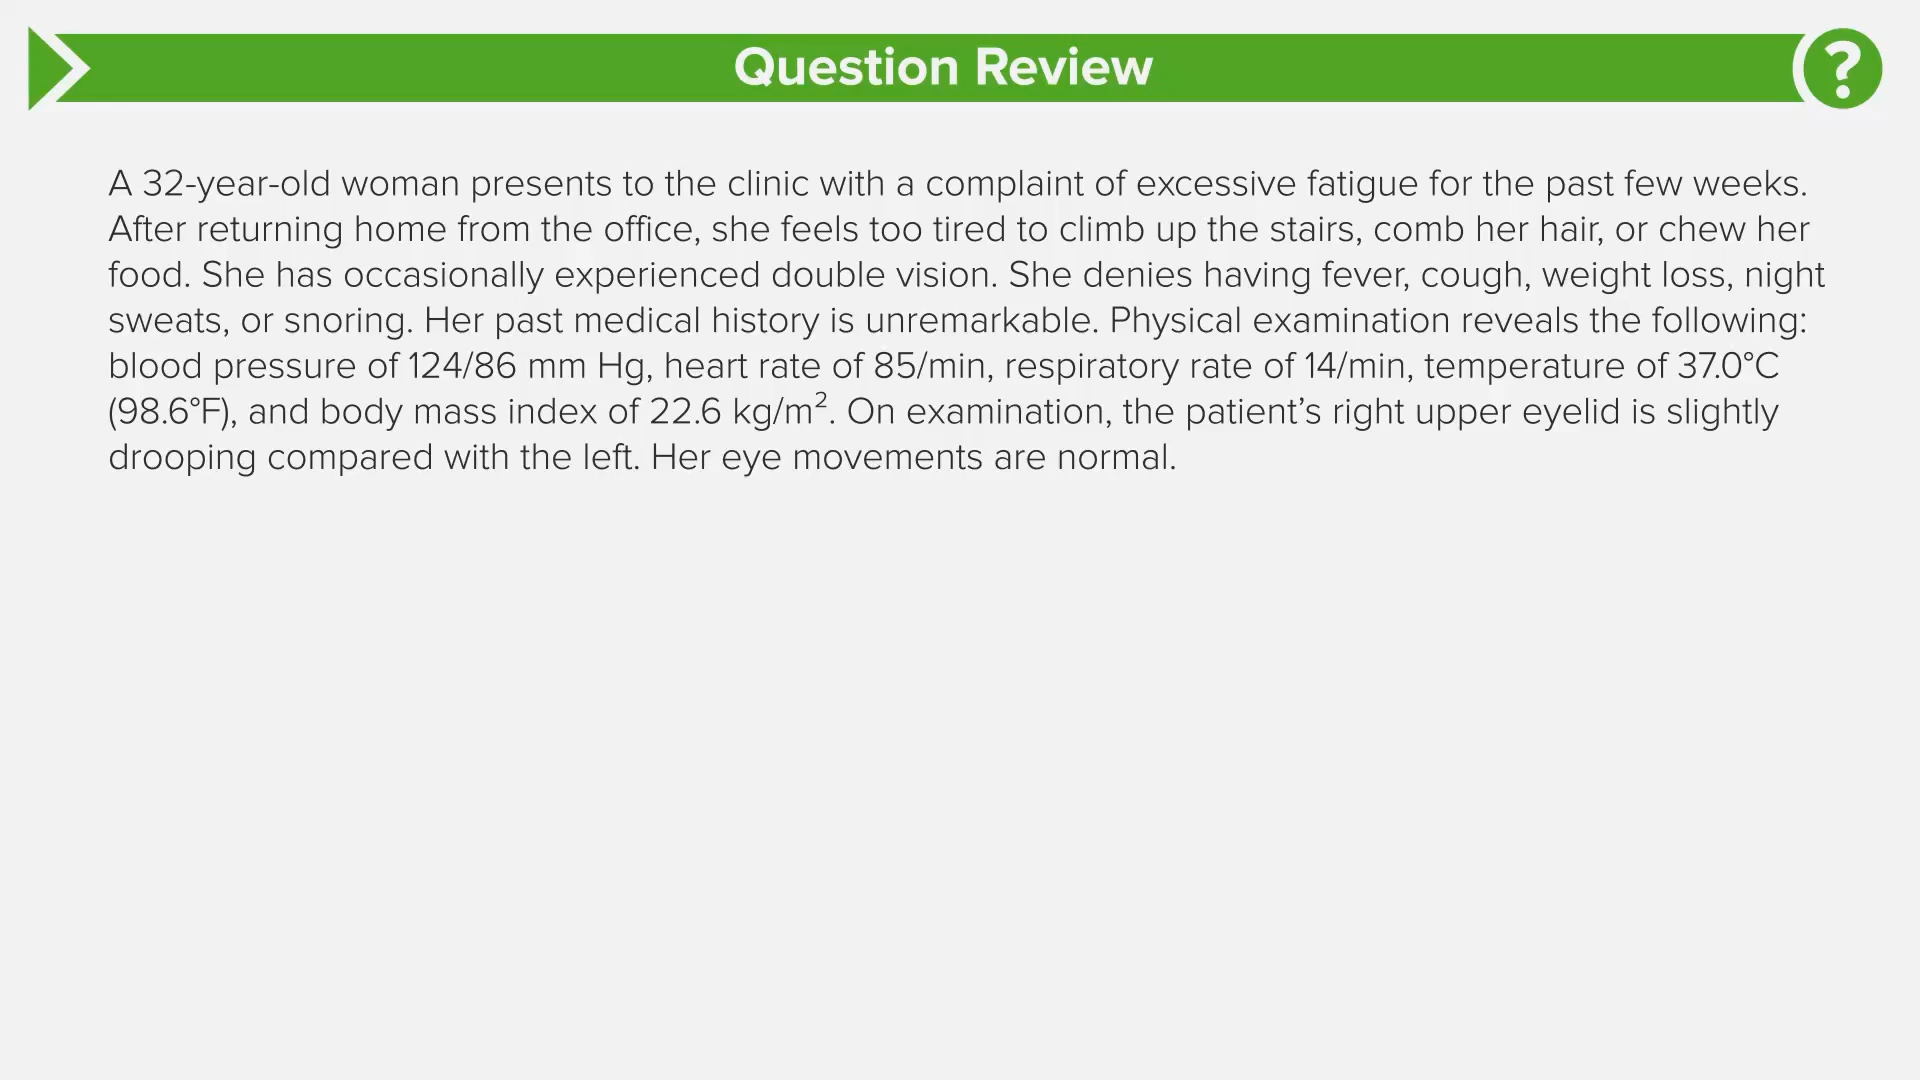 Question Review
?
A 32-year-old woman presents to the clinic with a complaint of excessive fatigue for the past few weeks.
After returning home from the office, she feels too tired to climb up the stairs, comb her hair, or chew her
food. She has occasionally experienced double vision. She denies having fever, cough, weight loss, night
sweats, or snoring. Her past medical history is unremarkable. Physical examination reveals the following:
blood pressure of 124/86 mm Hg, heart rate of 85/min, respiratory rate of 14/min, temperature of 37.0°C
(98.6°F), and body mass index of 22.6 kg/m². On examination, the patient’s right upper eyelid is slightly
drooping compared with the left. Her eye movements are normal.